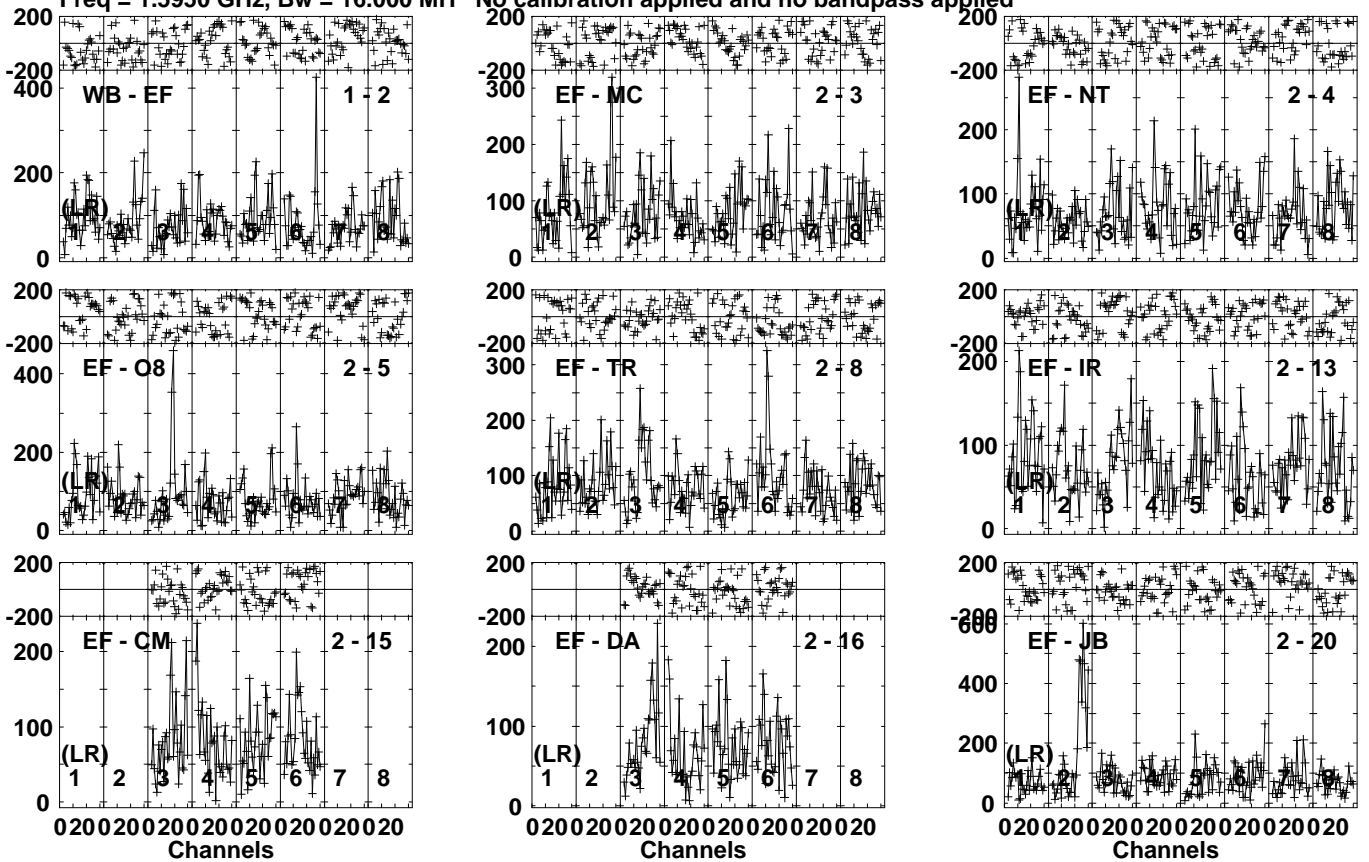 Freq = 1.5950 GHz, Bw = 16.000 MH No calibration applied and no bandpass applied
200
-200
400
200
0
WB - EF 1 - 2
(LR)
1 2 3 4 5 6 7 8
200
-200
300
200
100
0
EF - MC 2 - 3
(LR)
1 2 3 4 5 6 7 8
200
-200
200
100
0
EF - NT 2 - 4
(LR)
1 2 3 4 5 6 7 8
200
-200
400
200
0
EF - O8 2 - 5
(LR)
1 2 3 4 5 6 7 8
200
-200
300
200
100
0
EF - TR 2 - 8
(LR)
1 2 3 4 5 6 7 8
200
-200
200
100
0
EF - IR 2 - 13
(LR)
1 2 3 4 5 6 7 8
200
-200
200
100
0
EF - CM 2 - 15
(LR)
1 2 3 4 5 6 7 8
200
-200
200
100
0
EF - DA 2 - 16
(LR)
1 2 3 4 5 6 7 8
200
-200
600
400
200
0
EF - JB 2 - 20
(LR)
1 2 3 4 5 6 7 8
0 20 0 20 0 20 0 20 0 20 0 20 0 20 0 20
Channels
0 20 0 20 0 20 0 20 0 20 0 20 0 20 0 20
Channels
0 20 0 20 0 20 0 20 0 20 0 20 0 20 0 20
Channels